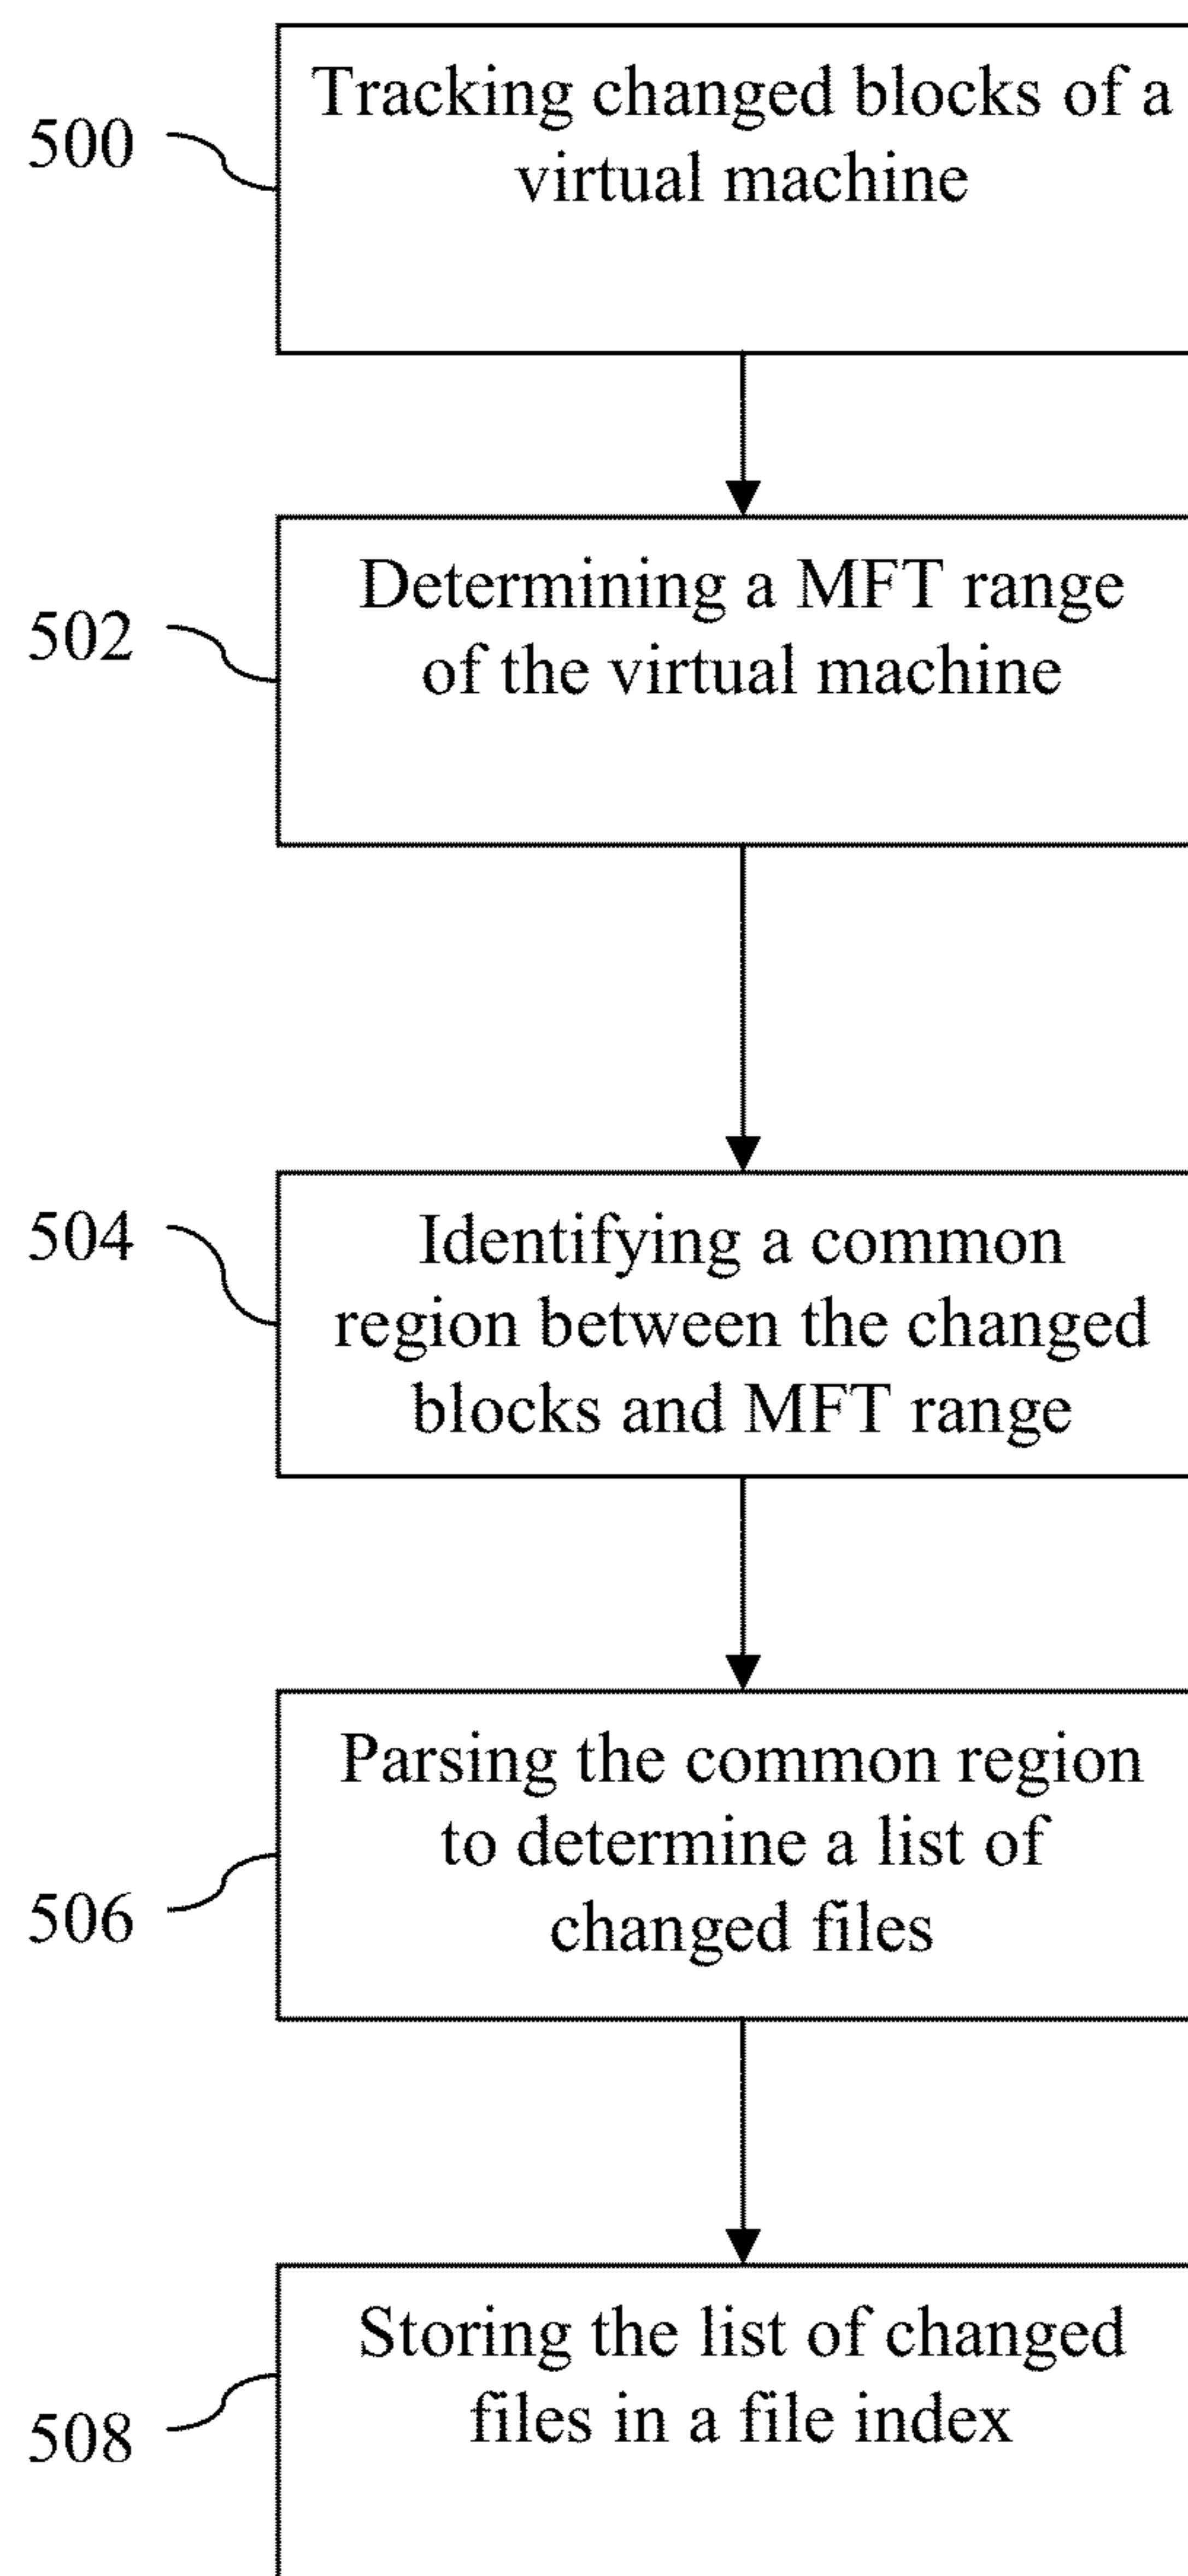 500
Tracking changed blocks of a
virtual machine
502
Determining a MFT range
of the virtual machine
504
Identifying a common
region between the changed
blocks and MFT range
506
Parsing the common region
to determine a list of
changed files
508
Storing the list of changed
files in a file index